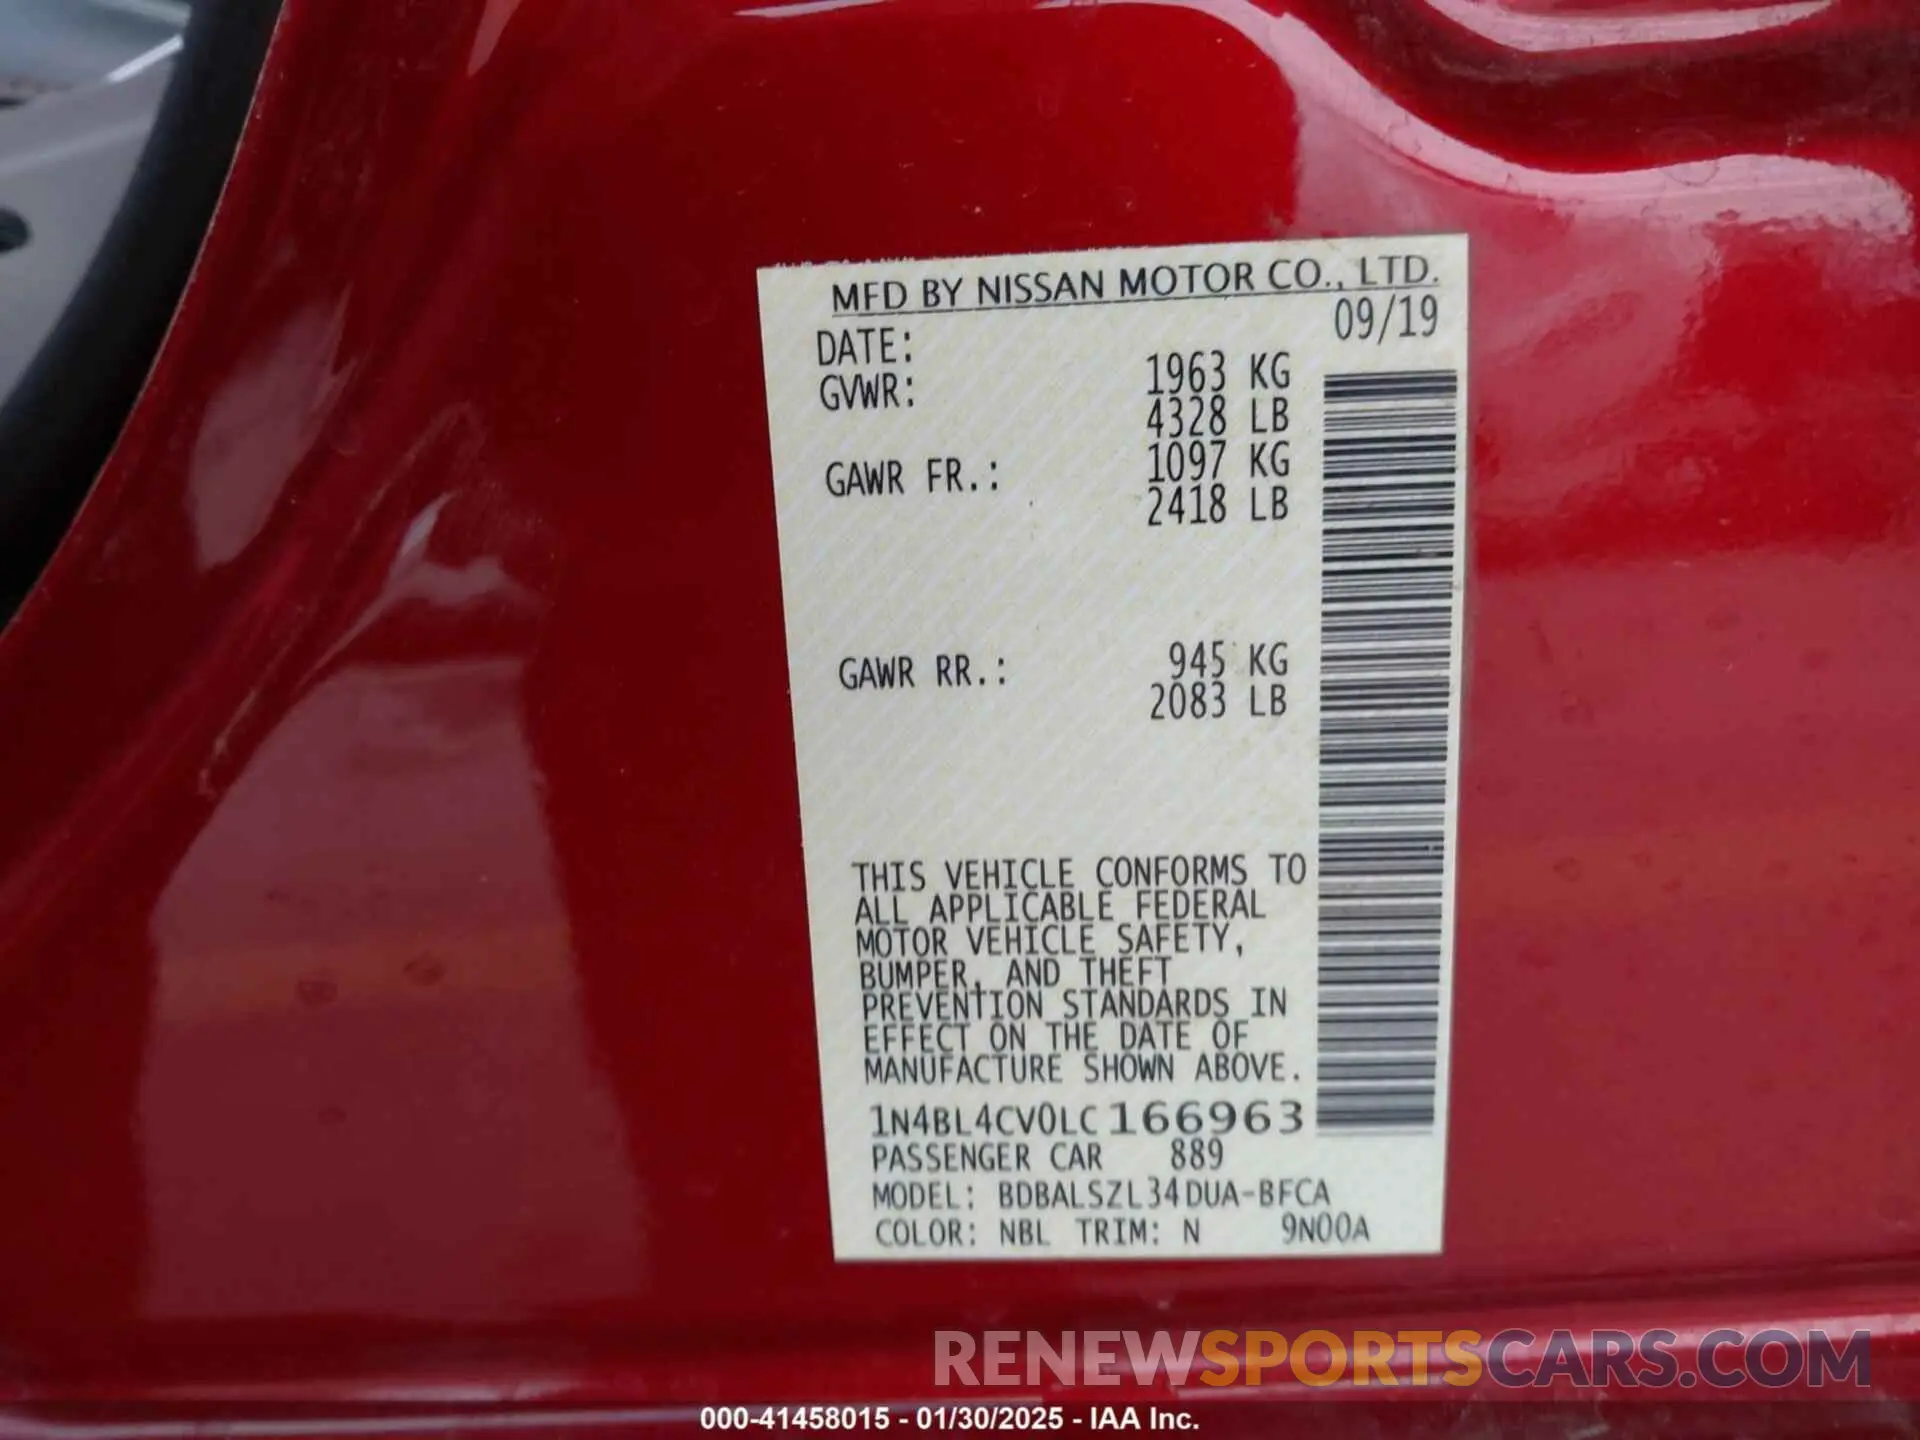 MFD BY NISSAN MOTOR CO., LTD.
DATE: 09/19
GVWR: 1963 KG
4328 LB
GAWR FR.: 1097 KG
2418 LB
GAWR RR.: 945 KG
2083 LB
THIS VEHICLE CONFORMS TO
ALL APPLICABLE FEDERAL
MOTOR VEHICLE SAFETY,
BUMPER, AND THEFT
PREVENTION STANDARDS IN
EFFECT ON THE DATE OF
MANUFACTURE SHOWN ABOVE.
1N4BL4CV0LC166963
PASSENGER CAR 889
MODEL: BDBALSZL34DUA-BFCA
COLOR: NBL TRIM: N 9N00A
RENEWSPORTSCARS.COM
000-41458015 - 01/30/2025 - IAA Inc.